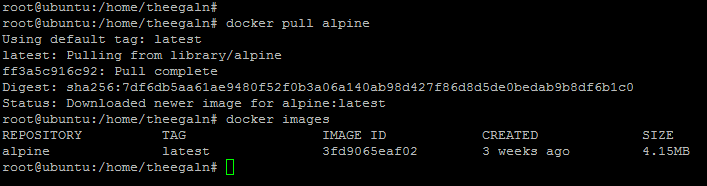 root@ubuntu:/home/theegaln#
root@ubuntu:/home/theegaln# docker pull alpine
Using default tag: latest
latest: Pulling from library/alpine
ff3a5c916c92: Pull complete
Digest: sha256:7df6db5aa61ae9480f52f0b3a06a140ab98d427f86d8d5de0bedab9b8df6b1c0
Status: Downloaded newer image for alpine:latest
root@ubuntu:/home/theegaln# docker images
REPOSITORY TAG IMAGE ID CREATED SIZE
alpine latest 3fd9065eaf02 3 weeks ago 4.15MB
root@ubuntu:/home/theegaln#